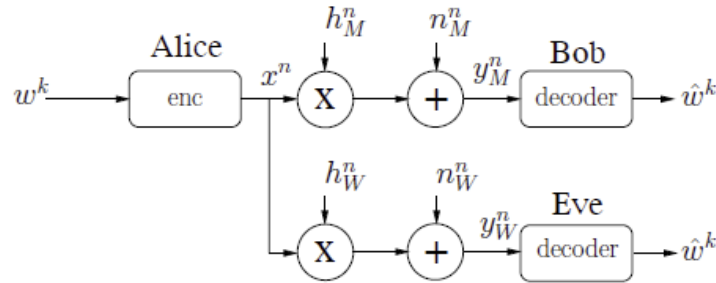 h_M^n n_M^n
Alice Bob
w^k enc x^n X + y_M^n decoder ŵ^k
h_W^n n_W^n
Eve
X + y_W^n decoder ŵ^k